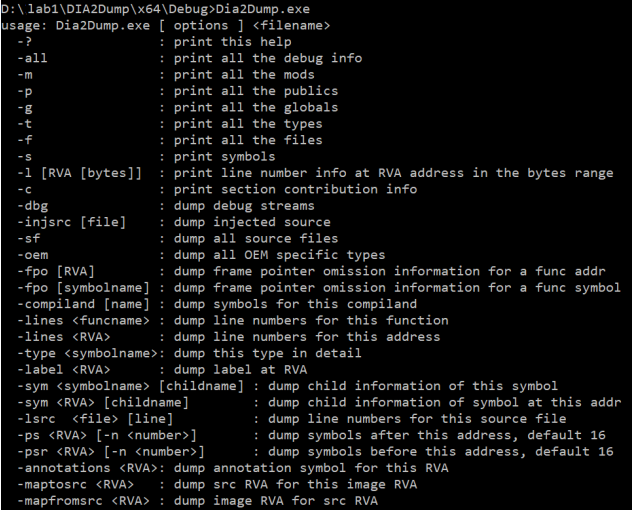 D:\lab1\DIA2Dump\x64\Debug>Dia2Dump.exe
usage: Dia2Dump.exe [ options ] <filename>
  -?                : print this help
  -all              : print all the debug info
  -m                : print all the mods
  -p                : print all the publics
  -g                : print all the globals
  -t                : print all the types
  -f                : print all the files
  -s                : print symbols
  -l [RVA [bytes]]  : print line number info at RVA address in the bytes range
  -c                : print section contribution info
  -dbg              : dump debug streams
  -injsrc [file]    : dump injected source
  -sf               : dump all source files
  -oem              : dump all OEM specific types
  -fpo [RVA]        : dump frame pointer omission information for a func addr
  -fpo [symbolname] : dump frame pointer omission information for a func symbol
  -compiland [name] : dump symbols for this compiland
  -lines <funcname> : dump line numbers for this function
  -lines <RVA>      : dump line numbers for this address
  -type <symbolname>: dump this type in detail
  -label <RVA>      : dump label at RVA
  -sym <symbolname> [childname] : dump child information of this symbol
  -sym <RVA> [childname]        : dump child information of symbol at this addr
  -lsrc  <file> [line]          : dump line numbers for this source file
  -ps <RVA> [-n <number>]       : dump symbols after this address, default 16
  -psr <RVA> [-n <number>]      : dump symbols before this address, default 16
  -annotations <RVA>: dump annotation symbol for this RVA
  -maptosrc <RVA>   : dump src RVA for this image RVA
  -mapfromsrc <RVA> : dump image RVA for src RVA